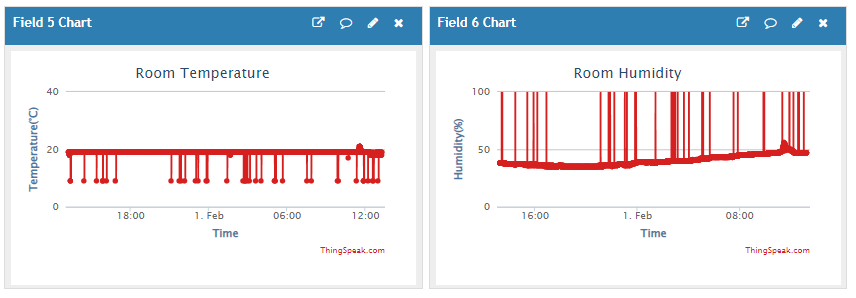 Field 5 Chart
Room Temperature
Temperature(°C)
40
20
0
18:00
1. Feb
06:00
12:00
Time
ThingSpeak.com
Field 6 Chart
Room Humidity
Humidity(%)
100
50
0
16:00
1. Feb
08:00
Time
ThingSpeak.com